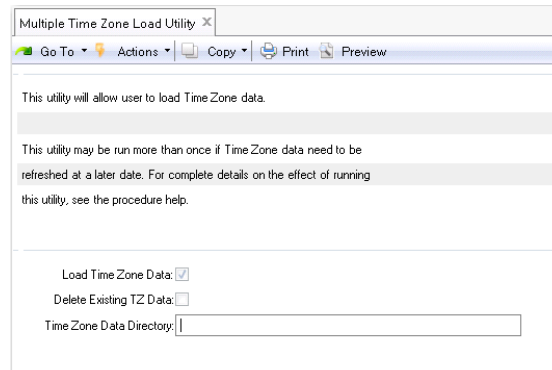 Multiple Time Zone Load Utility X
Go To Actions Copy Print Preview
This utility will allow user to load Time Zone data.
This utility may be run more than once if Time Zone data need to be
refreshed at a later date. For complete details on the effect of running
this utility, see the procedure help.
Load Time Zone Data:
Delete Existing TZ Data:
Time Zone Data Directory: